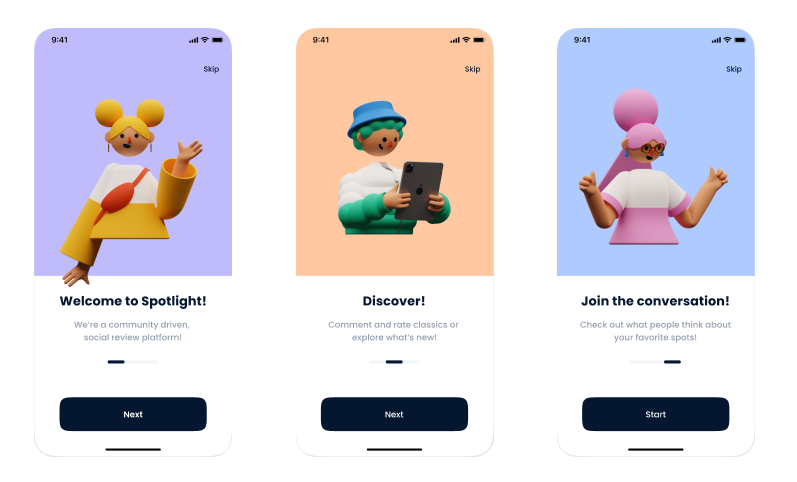 9:41
Skip
Welcome to Spotlight!
We're a community driven,
social review platform!
Next
9:41
Skip
Discover!
Comment and rate classics or
explore what's new!
Next
9:41
Skip
Join the conversation!
Check out what people think about
your favorite spots!
Start